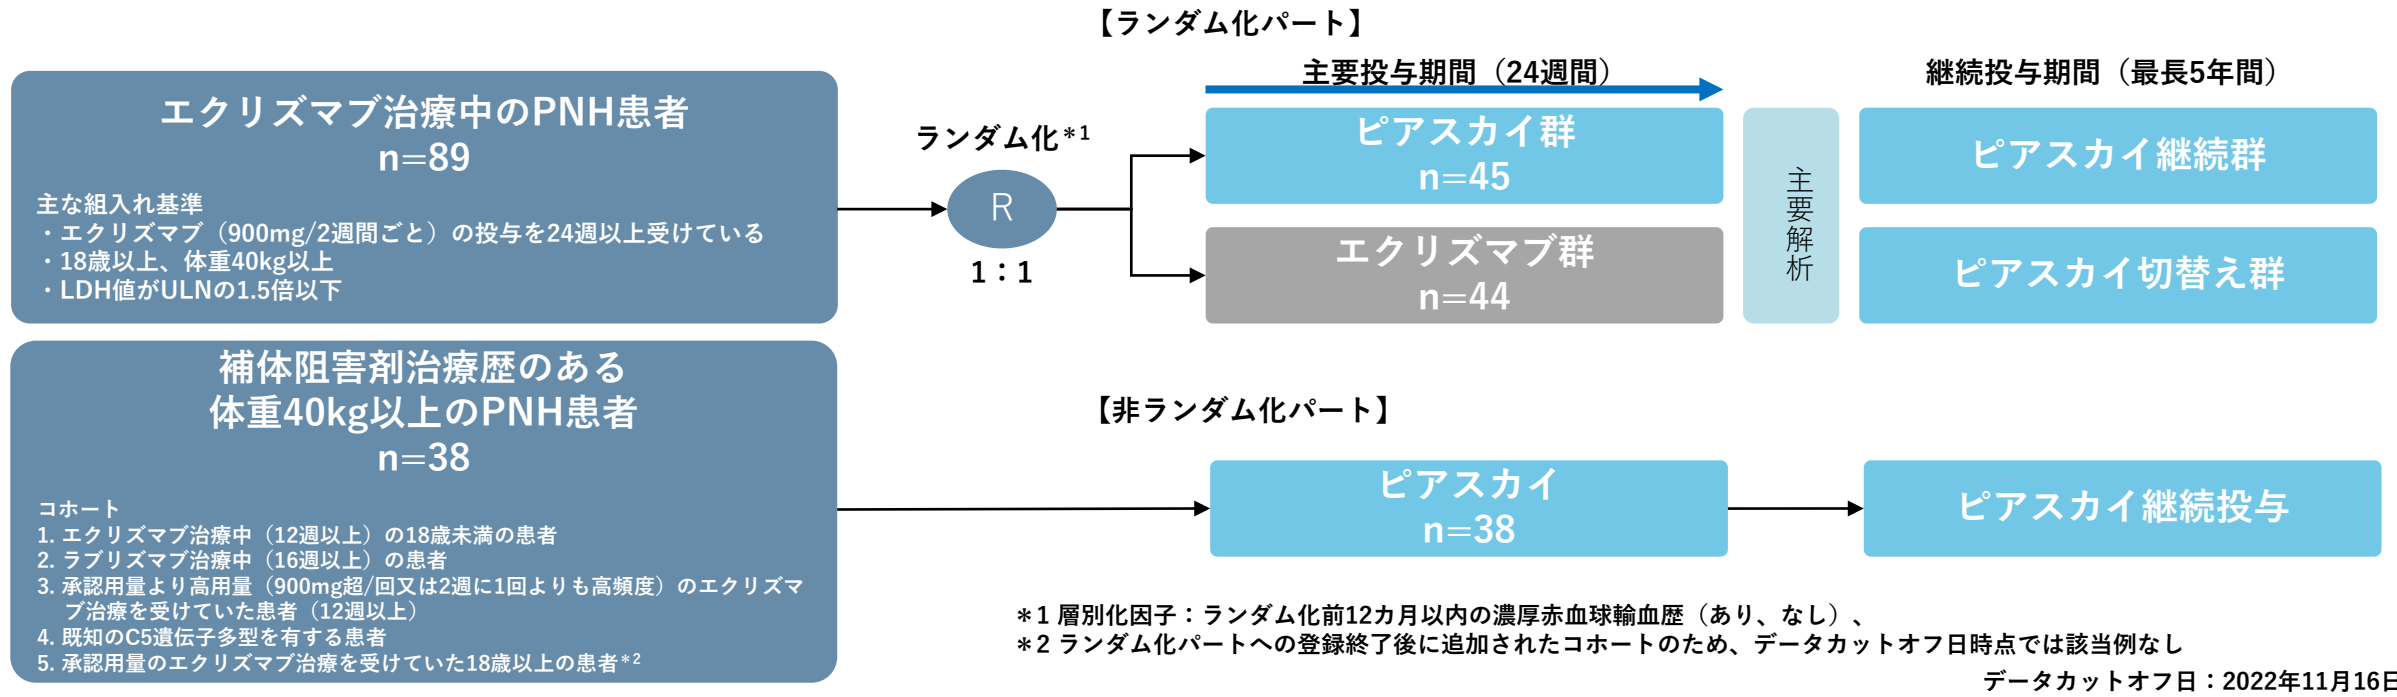 【ランダム化パート】
エクリズマブ治療中のPNH患者
n=89
主な組入れ基準
・エクリズマブ（900mg/2週間ごと）の投与を24週以上受けている
・18歳以上、体重40kg以上
・LDH値がULNの1.5倍以下
ランダム化＊1
R
1：1
主要投与期間（24週間）
ピアスカイ群
n=45
エクリズマブ群
n=44
主要解析
継続投与期間（最長5年間）
ピアスカイ継続群
ピアスカイ切替え群
補体阻害剤治療歴のある
体重40kg以上のPNH患者
n=38
コホート
1. エクリズマブ治療中（12週以上）の18歳未満の患者
2. ラブリズマブ治療中（16週以上）の患者
3. 承認用量より高用量（900mg超/回又は2週に1回よりも高頻度）のエクリズマ
ブ治療を受けていた患者（12週以上）
4. 既知のC5遺伝子多型を有する患者
5. 承認用量のエクリズマブ治療を受けていた18歳以上の患者＊2
【非ランダム化パート】
ピアスカイ
n=38
ピアスカイ継続投与
＊1 層別化因子：ランダム化前12カ月以内の濃厚赤血球輸血歴（あり、なし）、
＊2 ランダム化パートへの登録終了後に追加されたコホートのため、データカットオフ日時点では該当例なし
データカットオフ日：2022年11月16日